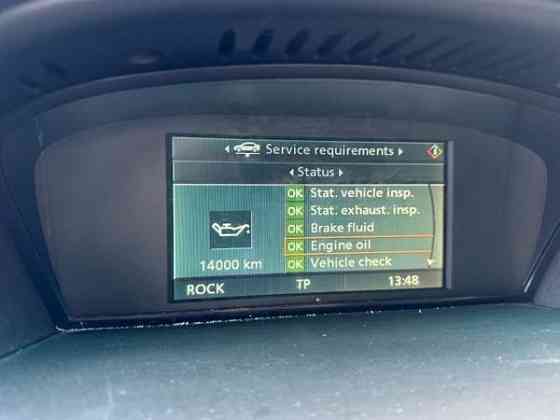 Service requirements
Status
OK Stat. vehicle insp.
OK Stat. exhaust. insp.
OK Brake fluid
OK Engine oil
14000 km
OK Vehicle check
ROCK TP 13:48